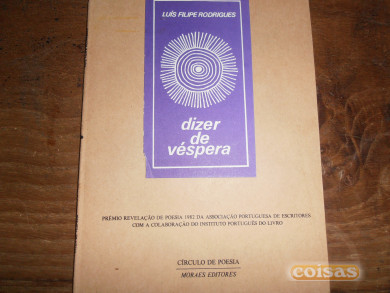 LUÍS FILIPE RODRIGUES
dizer
de
véspera
PRÉMIO REVELAÇÃO DE POESIA 1982 DA ASSOCIAÇÃO PORTUGUESA DE ESCRITORES
COM A COLABORAÇÃO DO INSTITUTO PORTUGUÊS DO LIVRO
CÍRCULO DE POESIA
MORAES EDITORES
coisas